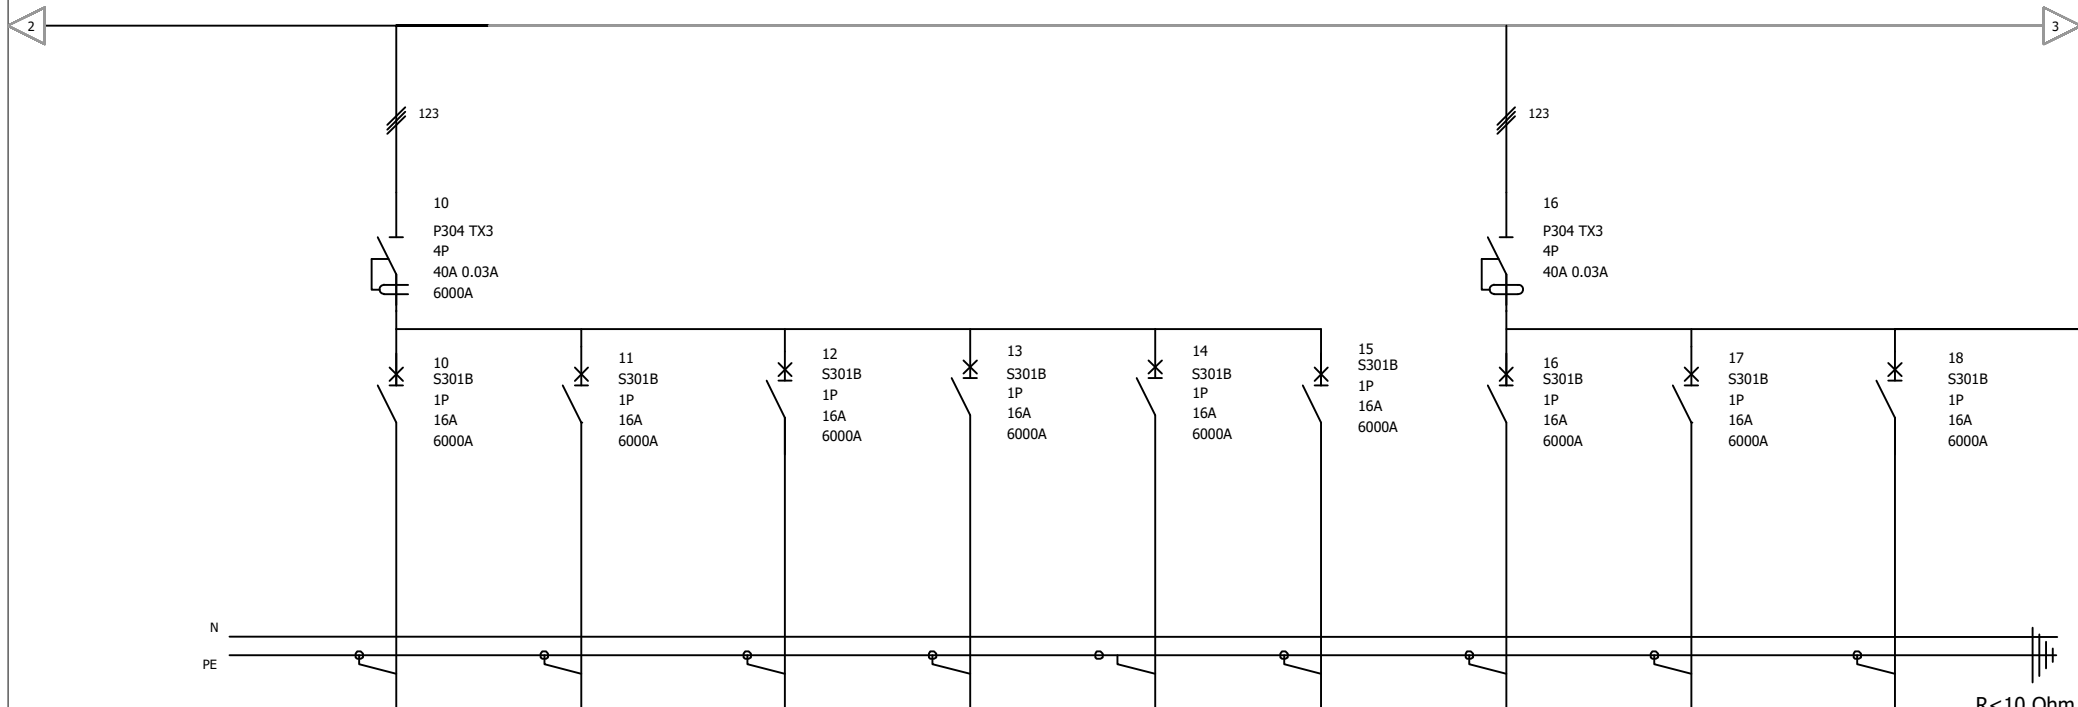 2
3
123
123
10
P304 TX3
4P
40A 0.03A
6000A
16
P304 TX3
4P
40A 0.03A
10
S301B
1P
16A
6000A
11
S301B
1P
16A
6000A
12
S301B
1P
16A
6000A
13
S301B
1P
16A
6000A
14
S301B
1P
16A
6000A
15
S301B
1P
16A
6000A
16
S301B
1P
16A
6000A
17
S301B
1P
16A
6000A
18
S301B
1P
16A
6000A
N
PE
R<10 Ohm